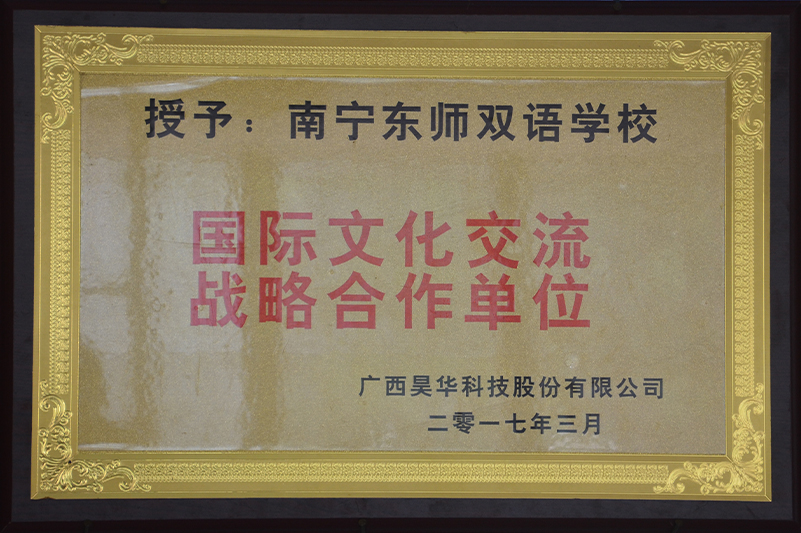 授予：南宁东师双语学校
国际文化交流
战略合作单位
广西昊华科技股份有限公司
二零一七年三月